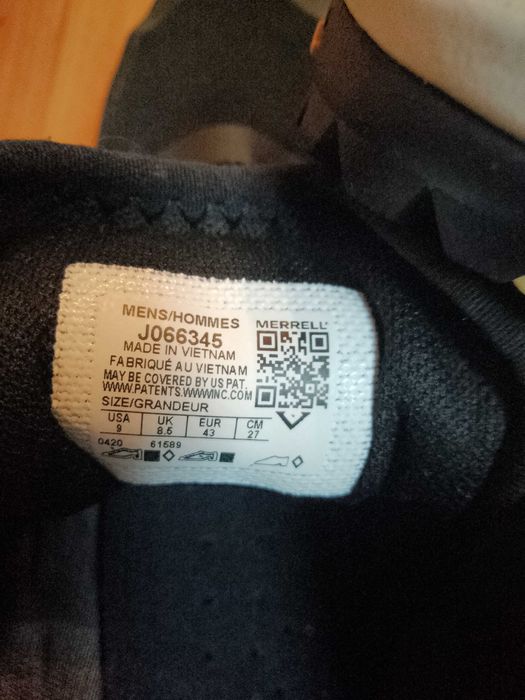 MENS/HOMMES
J066345
MADE IN VIETNAM
FABRIQUÉ AU VIETNAM
MAY BE COVERED BY US PAT.
WWW.PATENTS.WWWINC.COM
MERRELL
SIZE/GRANDEUR
USA UK EUR CM
9 8.5 43 27
0420 61589